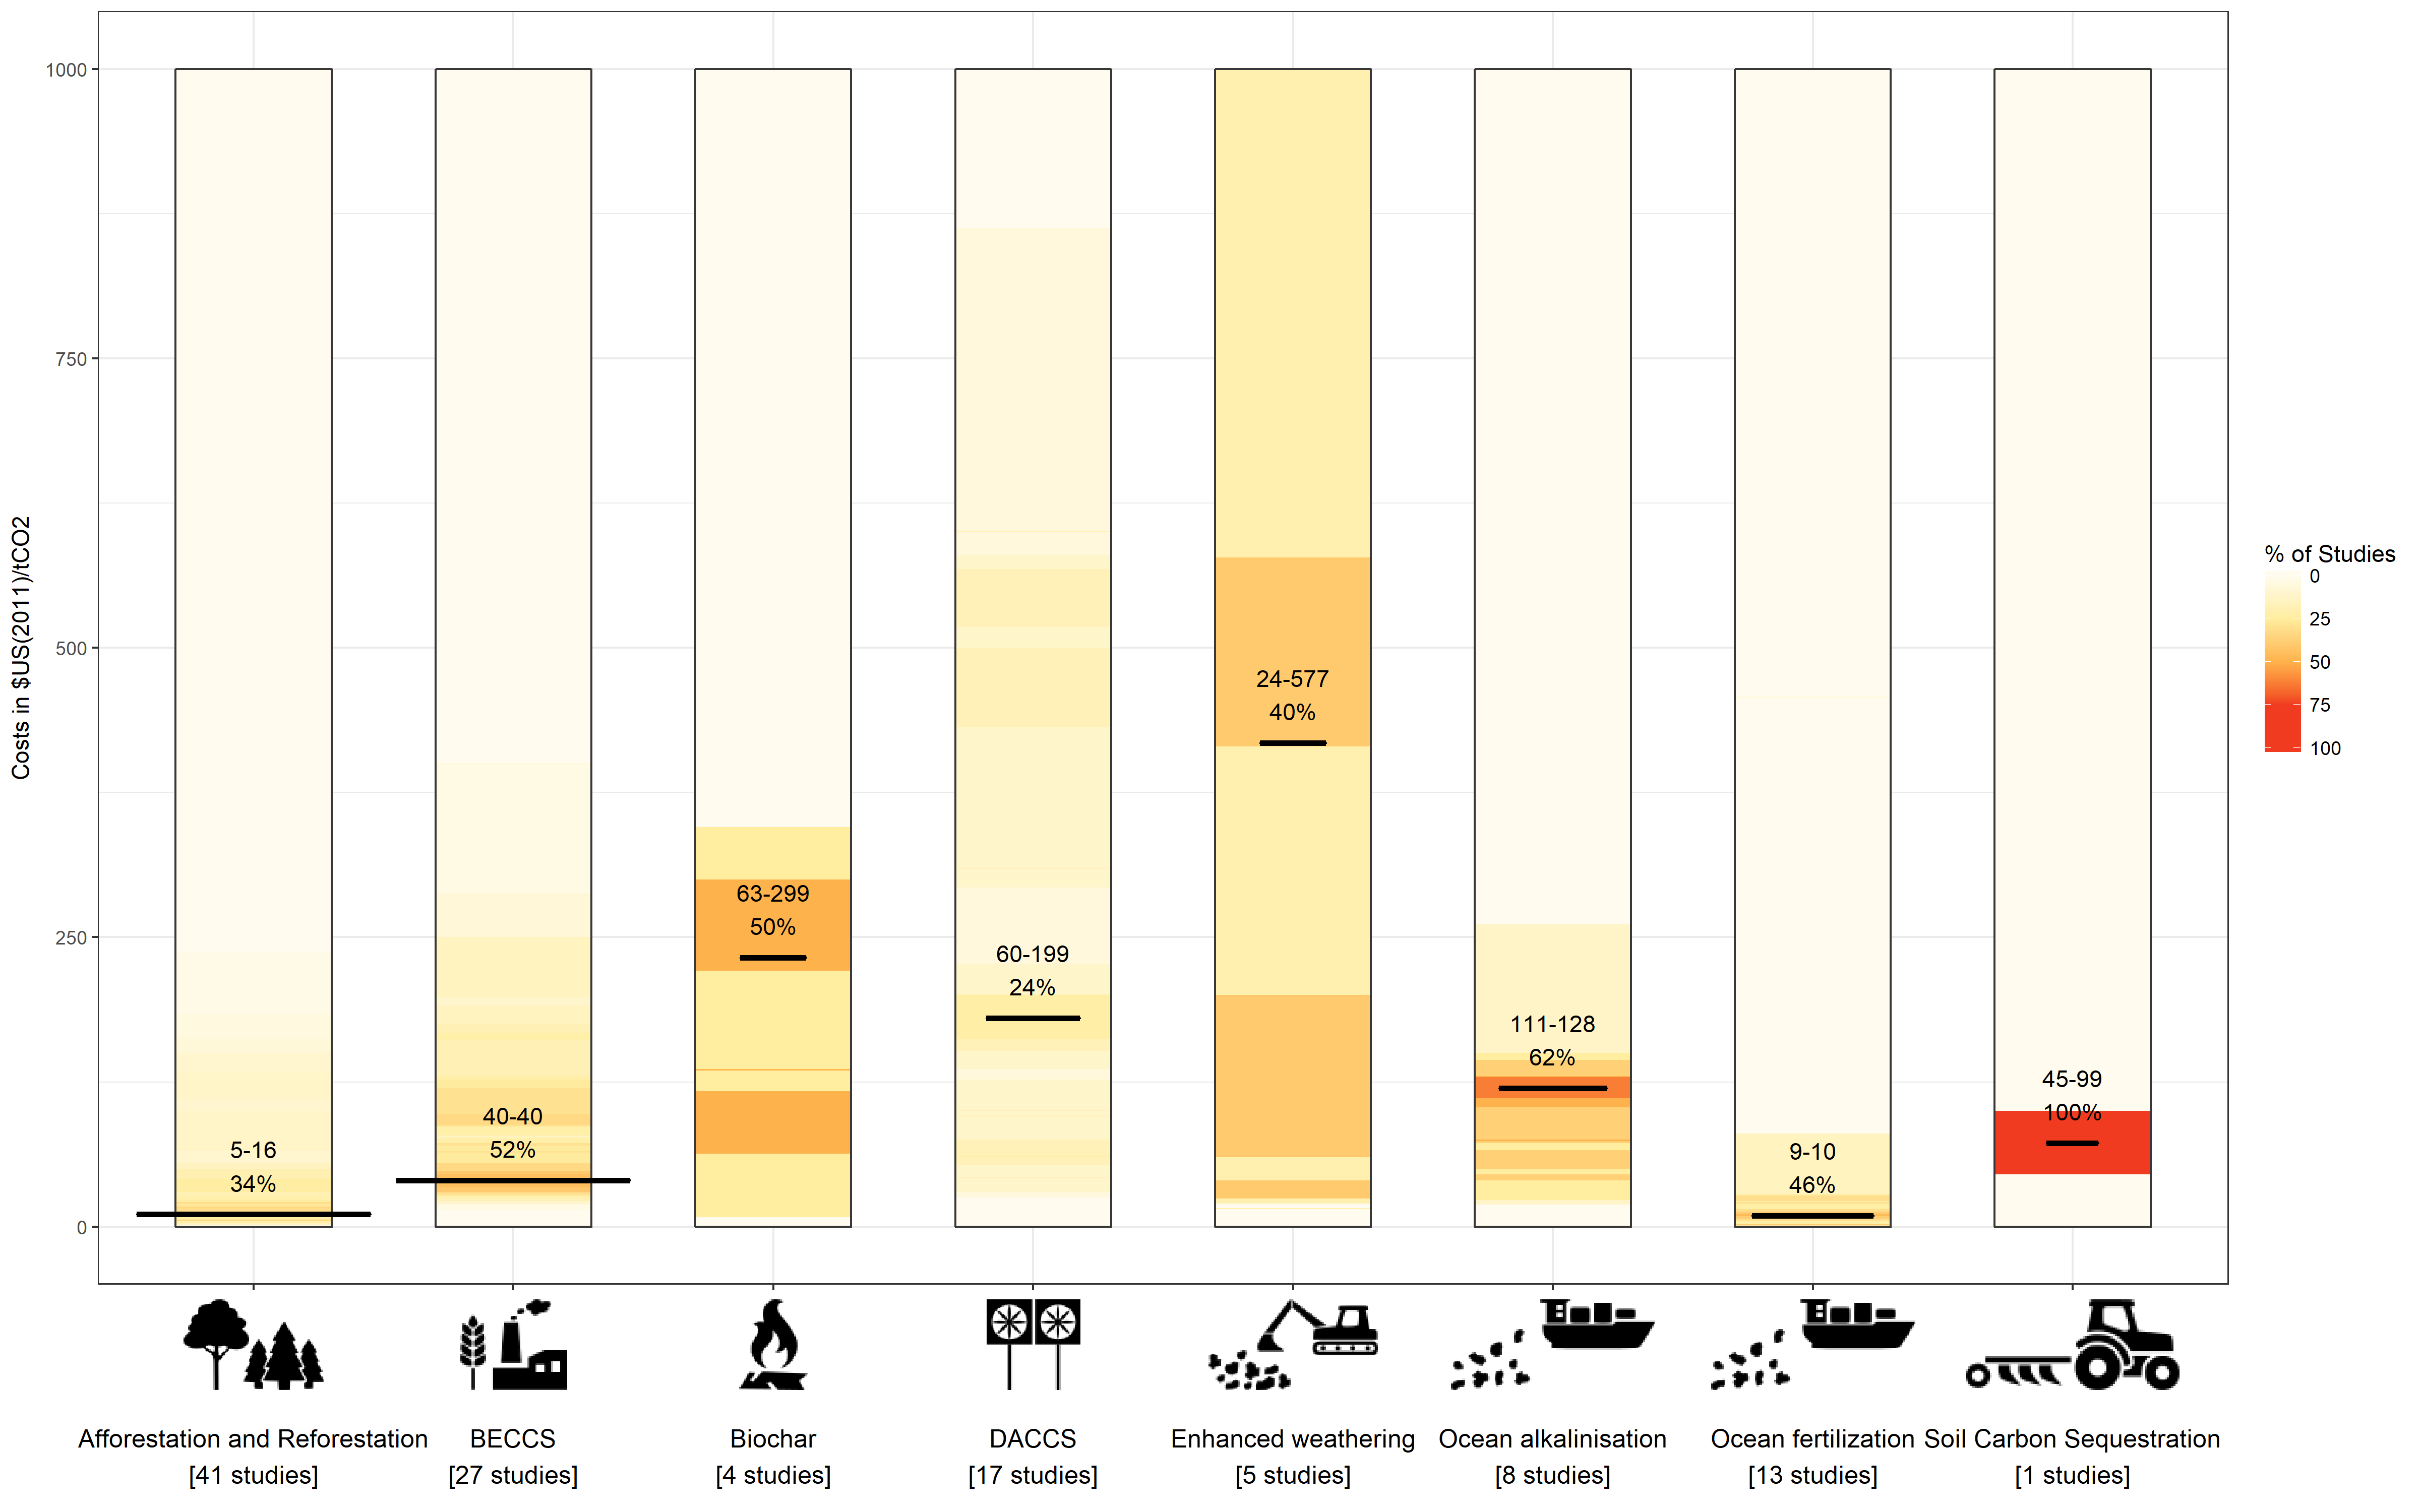 Costs in $US(2011)/tCO2
1000
750
500
250
0
5-16
34%
40-40
52%
63-299
50%
60-199
24%
24-577
40%
111-128
62%
9-10
46%
45-99
100%
% of Studies
0
25
50
75
100
Afforestation and Reforestation
[41 studies]
BECCS
[27 studies]
Biochar
[4 studies]
DACCS
[17 studies]
Enhanced weathering
[5 studies]
Ocean alkalinisation
[8 studies]
Ocean fertilization
[13 studies]
Soil Carbon Sequestration
[1 studies]